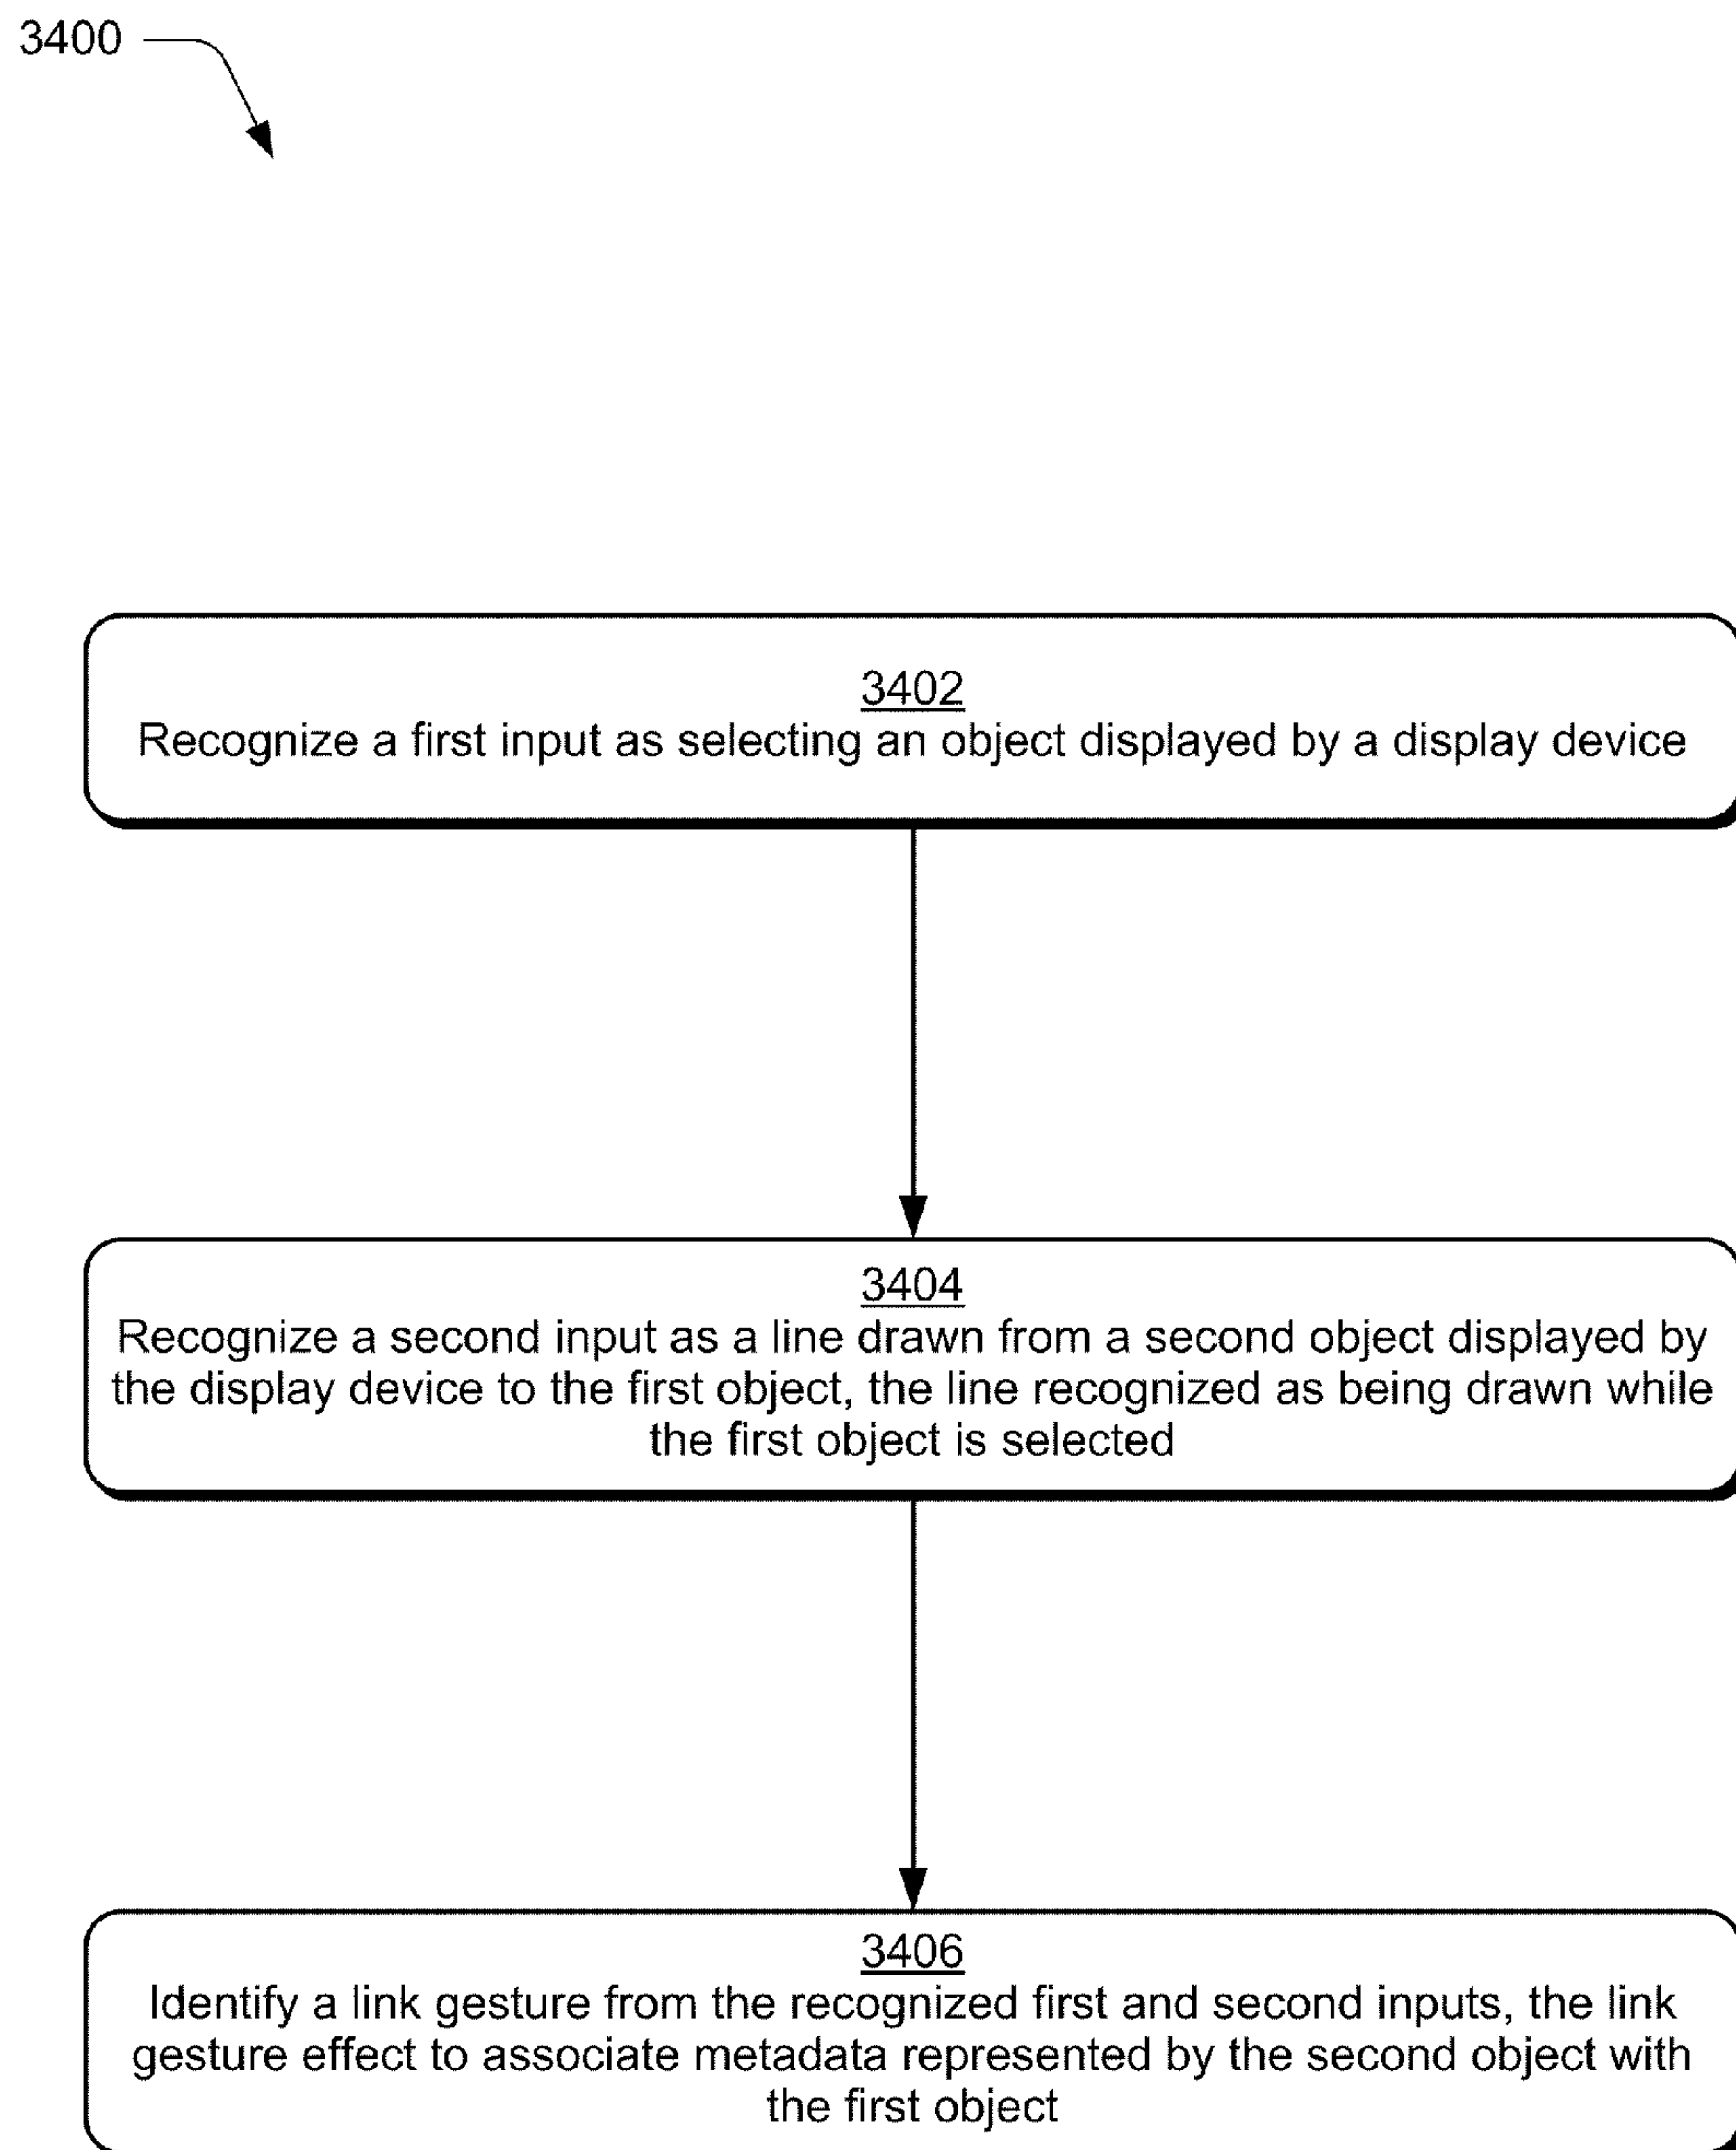 3400
3402
Recognize a first input as selecting an object displayed by a display device
3404
Recognize a second input as a line drawn from a second object displayed by
the display device to the first object, the line recognized as being drawn while
the first object is selected
3406
Identify a link gesture from the recognized first and second inputs, the link
gesture effect to associate metadata represented by the second object with
the first object